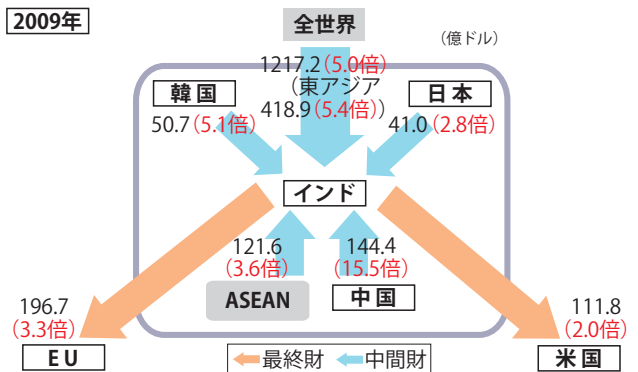 2009年
全世界
(億ドル)
1217.2(5.0倍)
(東アジア
418.9(5.4倍))
韓国
50.7(5.1倍)
日本
41.0(2.8倍)
インド
121.6
(3.6倍)
ASEAN
144.4
(15.5倍)
中国
196.7
(3.3倍)
EU
111.8
(2.0倍)
米国
最終財 中間財